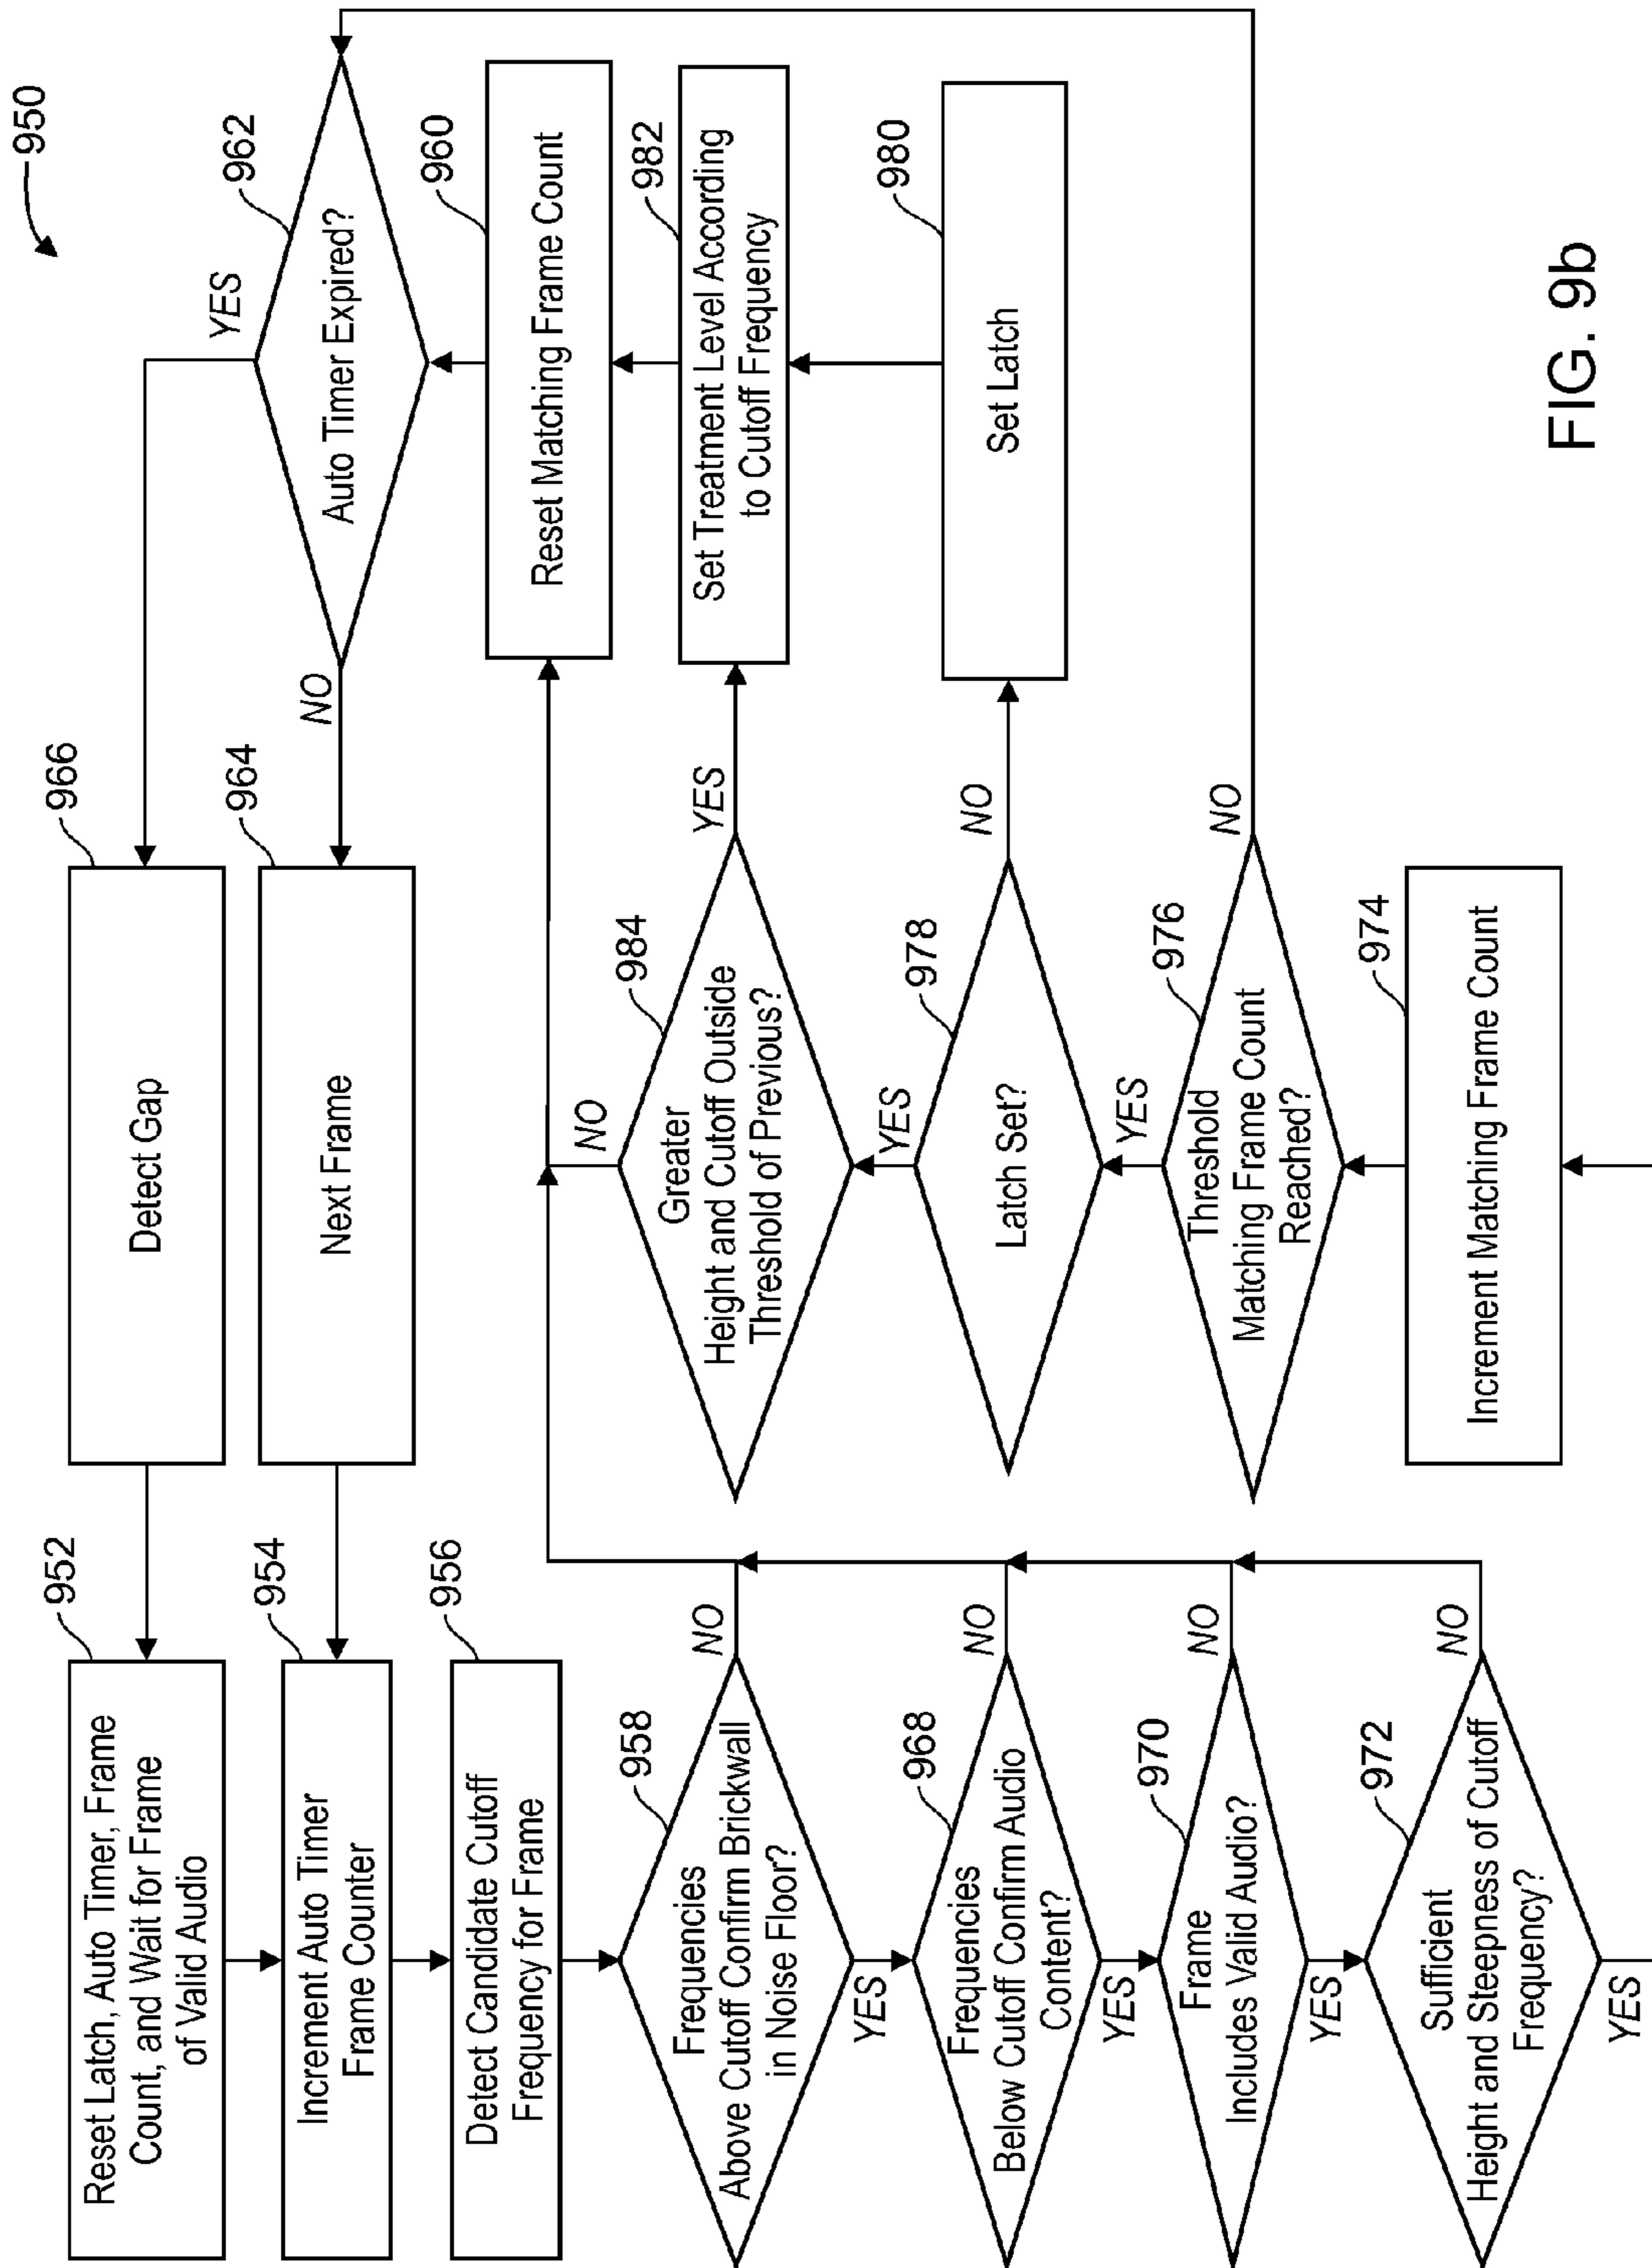 950
952
Reset Latch, Auto Timer, Frame
Count, and Wait for Frame
of Valid Audio
954
Increment Auto Timer
Frame Counter
956
Detect Candidate Cutoff
Frequency for Frame
958
Frequencies
Above Cutoff Confirm Brickwall
in Noise Floor?
NO
YES
968
Frequencies
Below Cutoff Confirm Audio
Content?
NO
YES
970
Frame
Includes Valid Audio?
NO
YES
972
Sufficient
Height and Steepness of Cutoff
Frequency?
NO
YES
966
Detect Gap
964
Next Frame
984
Greater
Height and Cutoff Outside
Threshold of Previous?
NO
YES
978
Latch Set?
YES
NO
976
Threshold
Matching Frame Count
Reached?
YES
NO
974
Increment Matching Frame Count
962
Auto Timer Expired?
YES
NO
960
Reset Matching Frame Count
982
Set Treatment Level According
to Cutoff Frequency
980
Set Latch
FIG. 9b